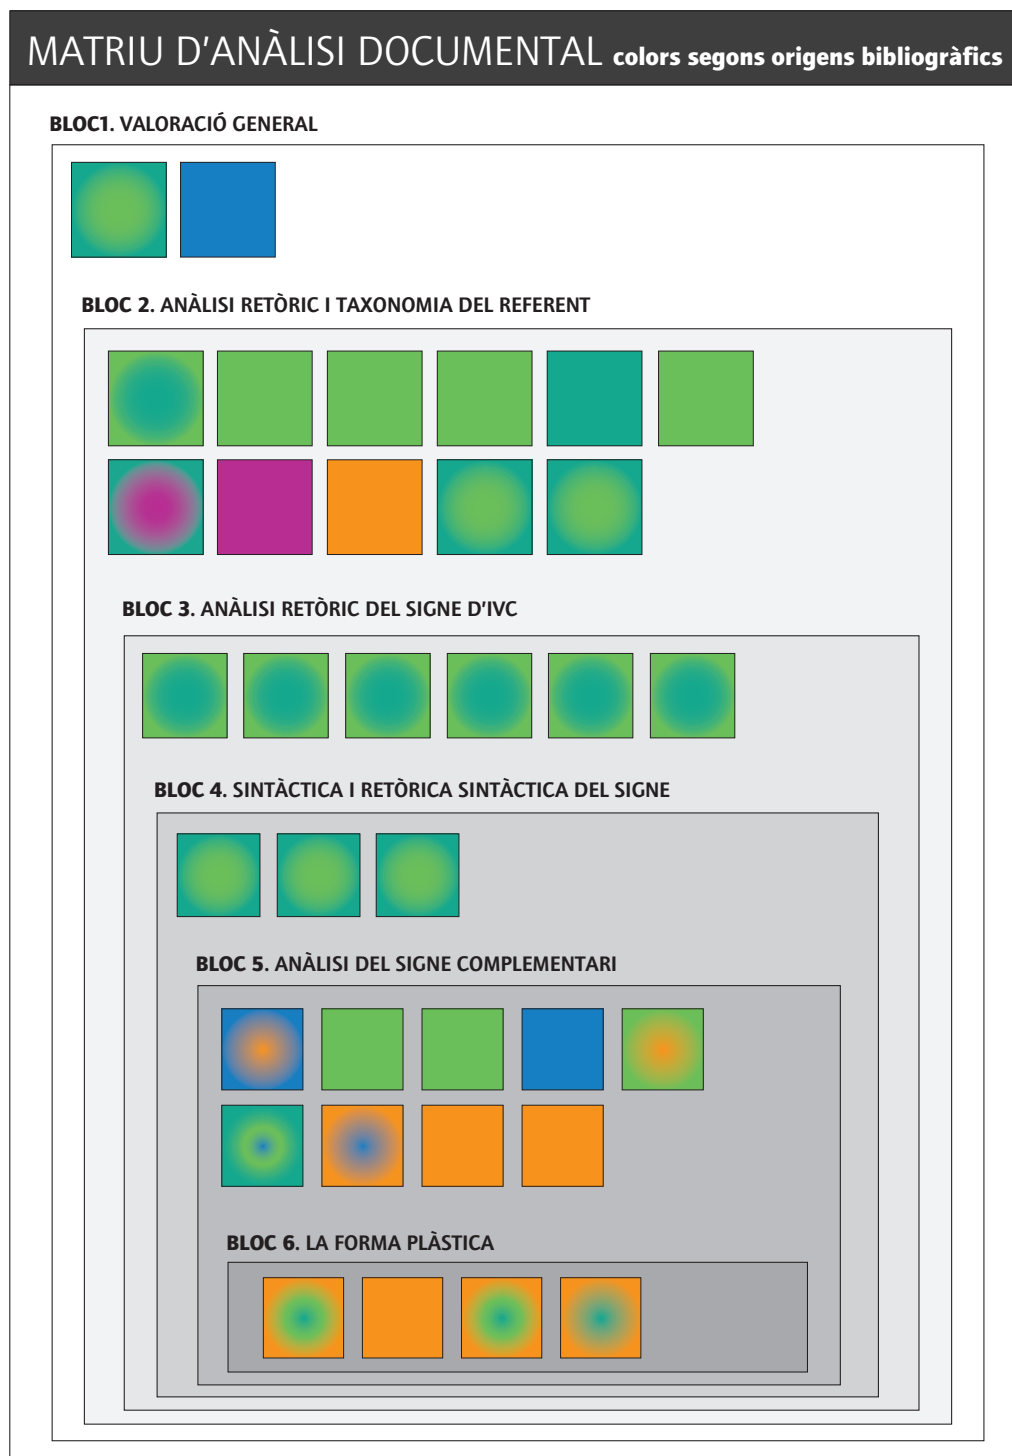 MATRIU D'ANÀLISI DOCUMENTAL colors segons orígens bibliogràfics
BLOC1. VALORACIÓ GENERAL
BLOC 2. ANÀLISI RETÒRIC I TAXONOMIA DEL REFERENT
BLOC 3. ANÀLISI RETÒRIC DEL SIGNE D'IVC
BLOC 4. SINTÀCTICA I RETÒRICA SINTÀCTICA DEL SIGNE
BLOC 5. ANÀLISI DEL SIGNE COMPLEMENTARI
BLOC 6. LA FORMA PLÀSTICA